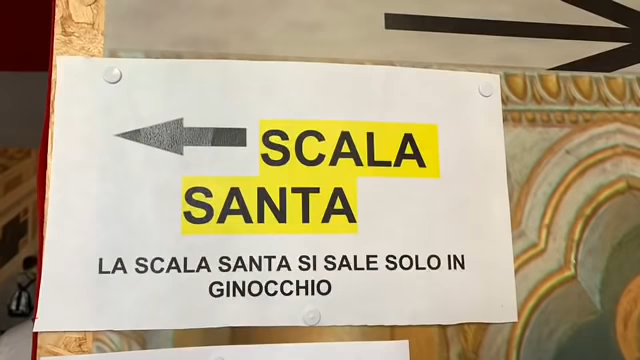 SCALA
SANTA
LA SCALA SANTA SI SALE SOLO IN
GINOCCHIO